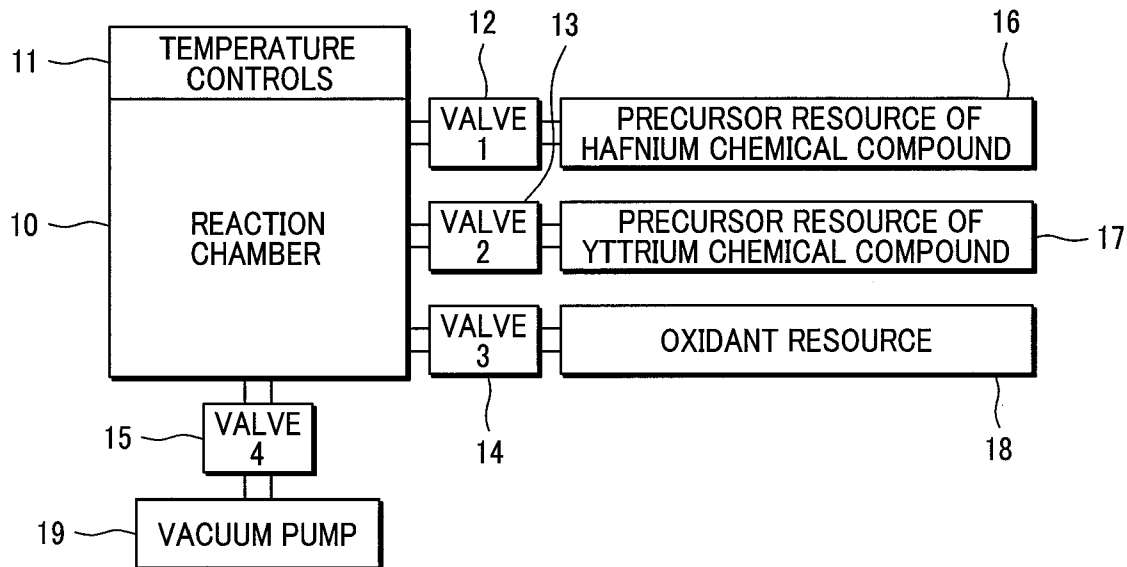 12
13
16
11
TEMPERATURE
CONTROLS
VALVE
1
PRECURSOR RESOURCE OF
HAFNIUM CHEMICAL COMPOUND
10
REACTION
CHAMBER
VALVE
2
PRECURSOR RESOURCE OF
YTTRIUM CHEMICAL COMPOUND
17
VALVE
3
OXIDANT RESOURCE
15
VALVE
4
14
18
19
VACUUM PUMP